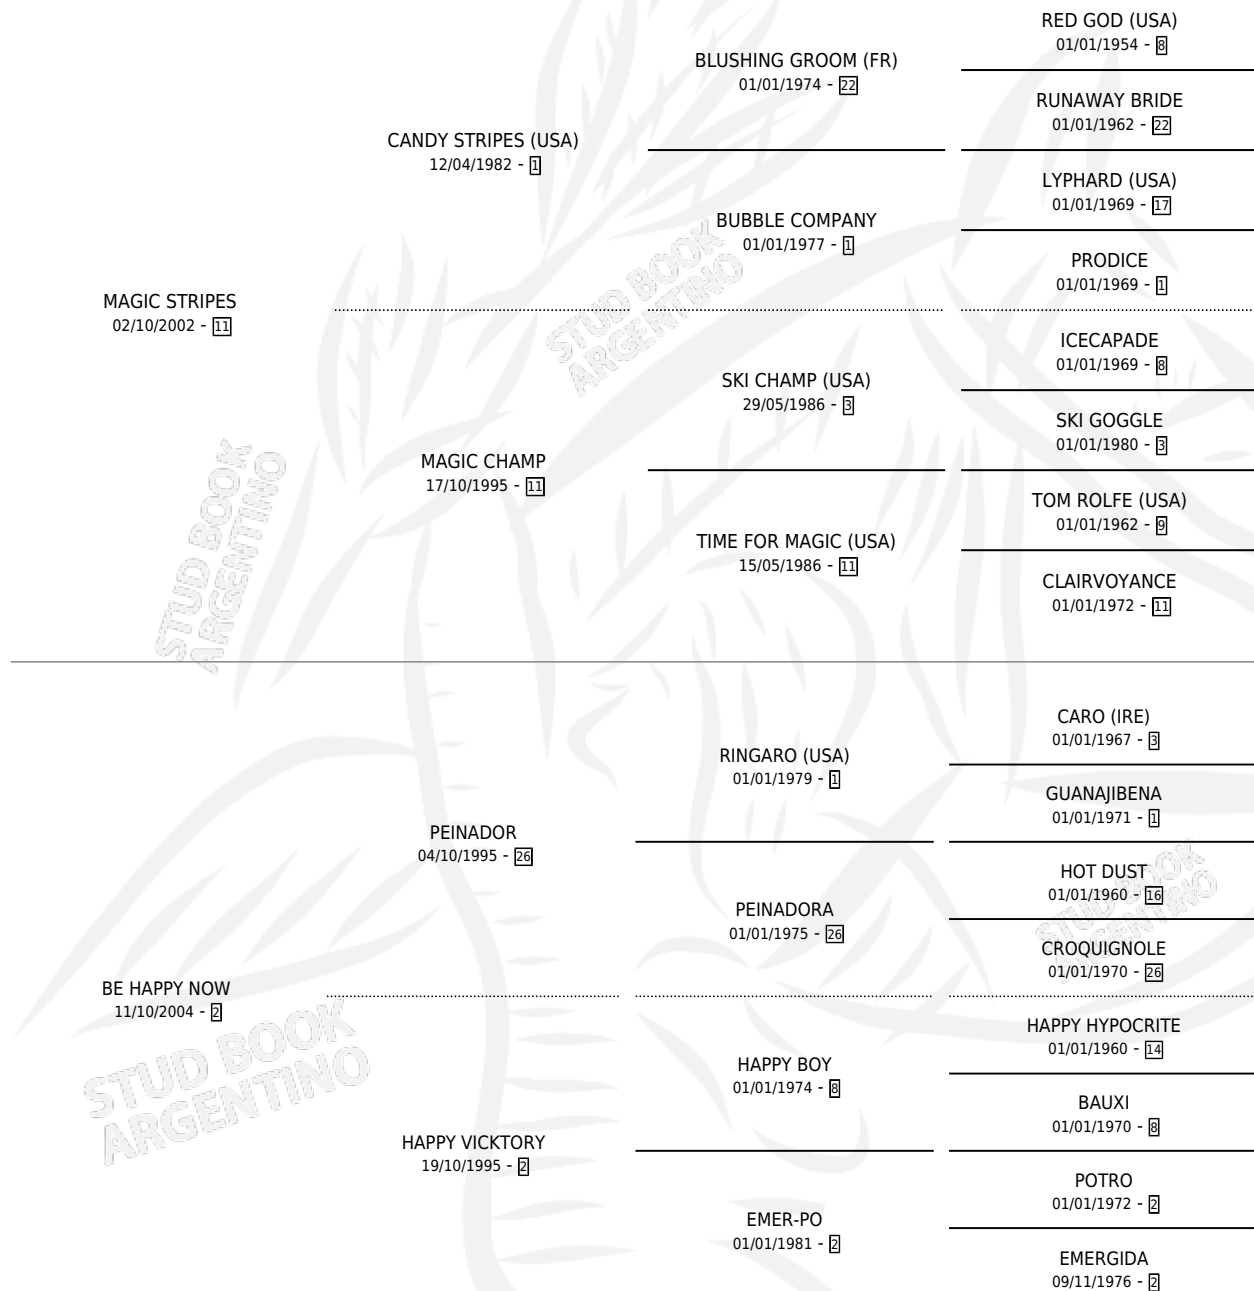 RED GOD (USA)
01/01/1954 - 8
BLUSHING GROOM (FR)
01/01/1974 - 22
RUNAWAY BRIDE
01/01/1962 - 22
CANDY STRIPES (USA)
12/04/1982 - 1
LYPHARD (USA)
01/01/1969 - 17
BUBBLE COMPANY
01/01/1977 - 1
PRODICE
01/01/1969 - 1
MAGIC STRIPES
02/10/2002 - 11
STUD BOOK
ARGENTINO
ICECAPADE
01/01/1969 - 8
SKI CHAMP (USA)
29/05/1986 - 3
SKI GOGGLE
01/01/1980 - 3
MAGIC CHAMP
17/10/1995 - 11
TOM ROLFE (USA)
01/01/1962 - 9
TIME FOR MAGIC (USA)
15/05/1986 - 11
CLAIRVOYANCE
01/01/1972 - 11
STUD BOOK
ARGENTINO
CARO (IRE)
01/01/1967 - 3
RINGARO (USA)
01/01/1979 - 1
GUANAJIBENA
01/01/1971 - 1
PEINADOR
04/10/1995 - 26
HOT DUST
01/01/1960 - 16
PEINADORA
01/01/1975 - 26
STUD BOOK
ARGENTINO
CROQUIGNOLE
01/01/1970 - 26
BE HAPPY NOW
11/10/2004 - 2
HAPPY HYPOCRITE
01/01/1960 - 14
HAPPY BOY
01/01/1974 - 8
STUD BOOK
ARGENTINO
BAUXI
01/01/1970 - 8
HAPPY VICKTORY
19/10/1995 - 2
POTRO
01/01/1972 - 2
EMER-PO
01/01/1981 - 2
EMERGIDA
09/11/1976 - 2